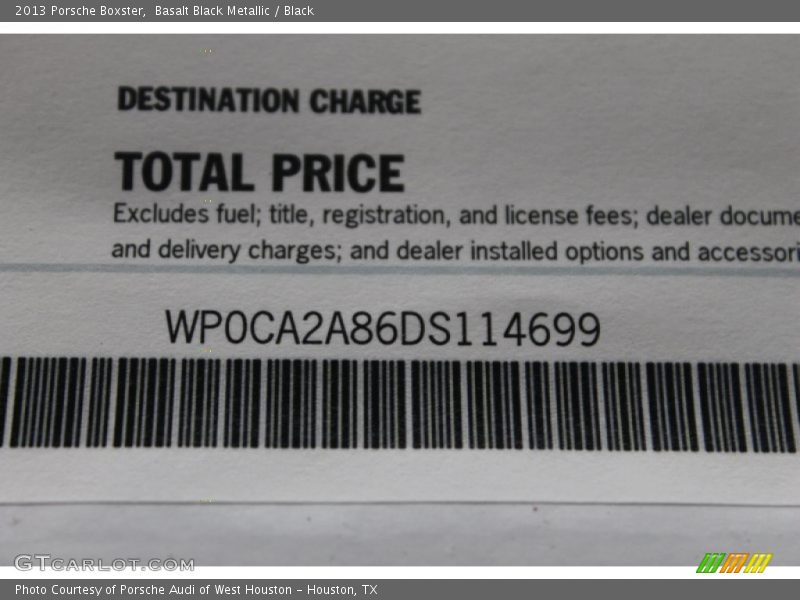 2013 Porsche Boxster,  Basalt Black Metallic / Black
DESTINATION CHARGE
TOTAL PRICE
Excludes fuel; title, registration, and license fees; dealer docume
and delivery charges; and dealer installed options and accessori
WP0CA2A86DS114699
GTCARLOT.COM
Photo Courtesy of Porsche Audi of West Houston – Houston, TX